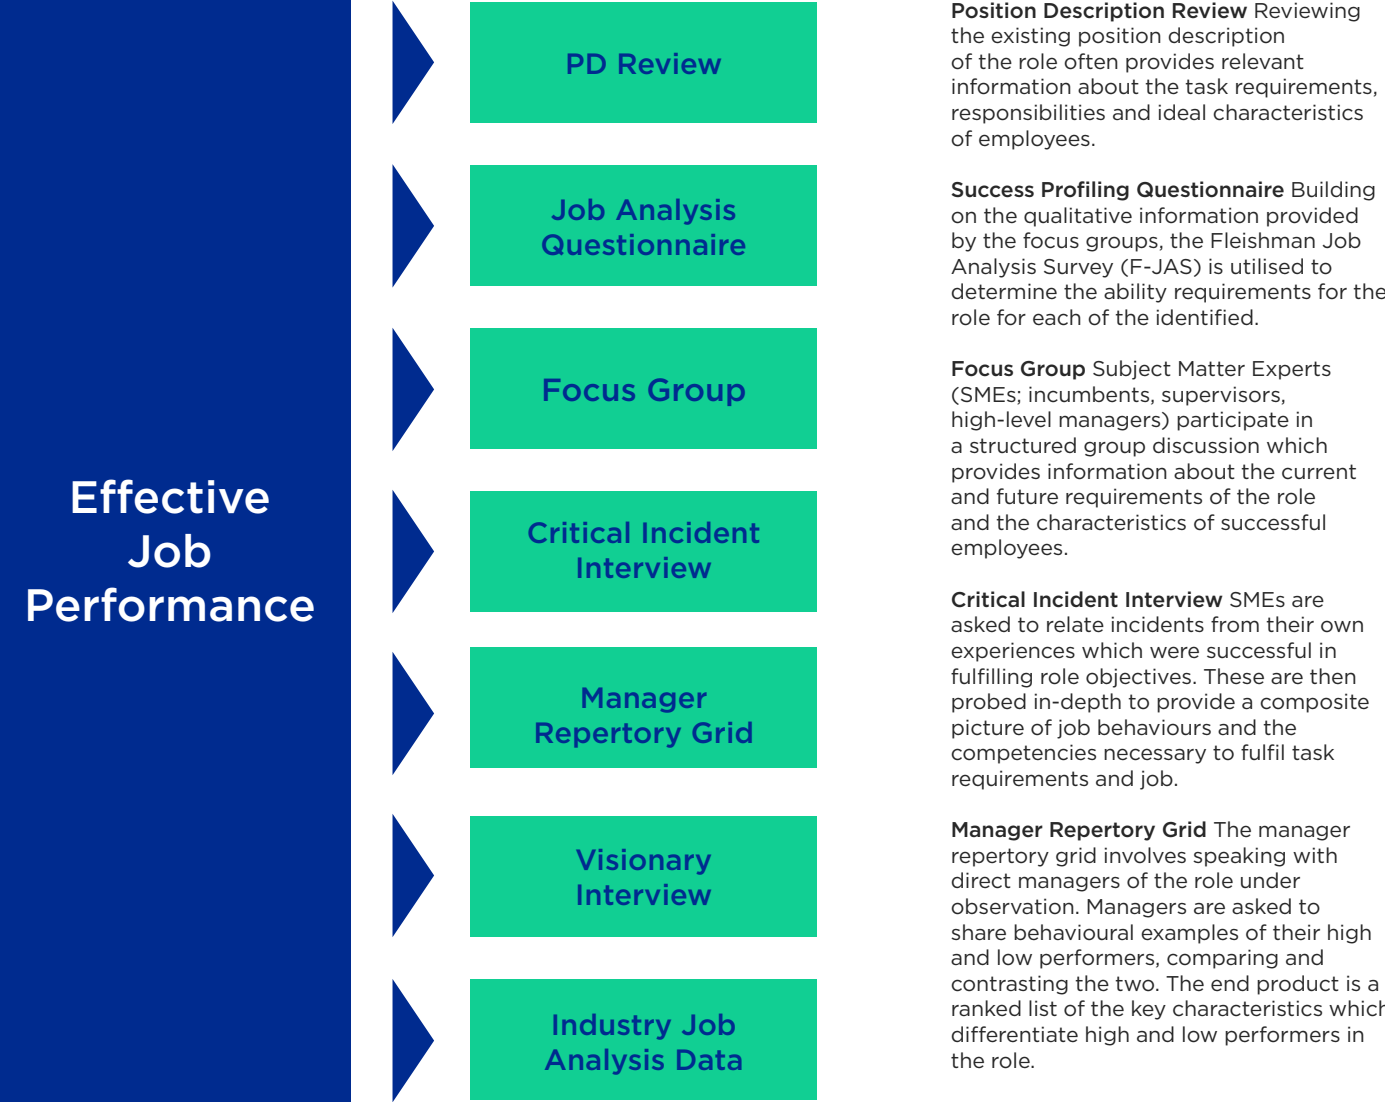 Effective
Job
Performance
PD Review
Job Analysis
Questionnaire
Focus Group
Critical Incident
Interview
Manager
Repertory Grid
Visionary
Interview
Industry Job
Analysis Data
Position Description Review Reviewing
the existing position description
of the role often provides relevant
information about the task requirements,
responsibilities and ideal characteristics
of employees.
Success Profiling Questionnaire Building
on the qualitative information provided
by the focus groups, the Fleishman Job
Analysis Survey (F-JAS) is utilised to
determine the ability requirements for the
role for each of the identified.
Focus Group Subject Matter Experts
(SMEs; incumbents, supervisors,
high-level managers) participate in
a structured group discussion which
provides information about the current
and future requirements of the role
and the characteristics of successful
employees.
Critical Incident Interview SMEs are
asked to relate incidents from their own
experiences which were successful in
fulfilling role objectives. These are then
probed in-depth to provide a composite
picture of job behaviours and the
competencies necessary to fulfil task
requirements and job.
Manager Repertory Grid The manager
repertory grid involves speaking with
direct managers of the role under
observation. Managers are asked to
share behavioural examples of their high
and low performers, comparing and
contrasting the two. The end product is a
ranked list of the key characteristics which
differentiate high and low performers in
the role.